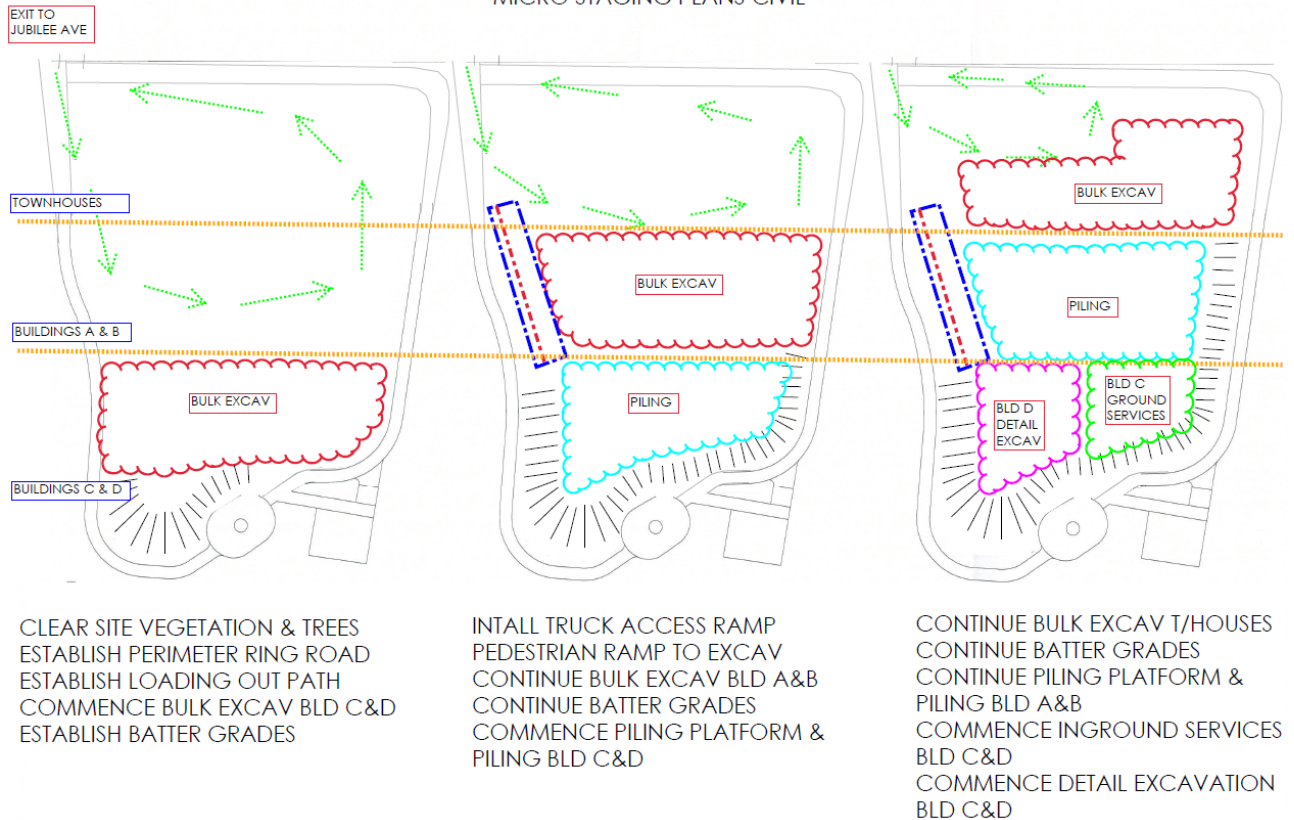 MICRO STAGING PLANS CIVIL
EXIT TO
JUBILEE AVE
TOWNHOUSES
BUILDINGS A & B
BUILDINGS C & D
BULK EXCAV
BULK EXCAV
PILING
BULK EXCAV
PILING
BLD D
DETAIL
EXCAV
BLD C
GROUND
SERVICES
CLEAR SITE VEGETATION & TREES
ESTABLISH PERIMETER RING ROAD
ESTABLISH LOADING OUT PATH
COMMENCE BULK EXCAV BLD C&D
ESTABLISH BATTER GRADES
INTALL TRUCK ACCESS RAMP
PEDESTRIAN RAMP TO EXCAV
CONTINUE BULK EXCAV BLD A&B
CONTINUE BATTER GRADES
COMMENCE PILING PLATFORM &
PILING BLD C&D
CONTINUE BULK EXCAV T/HOUSES
CONTINUE BATTER GRADES
CONTINUE PILING PLATFORM &
PILING BLD A&B
COMMENCE INGROUND SERVICES
BLD C&D
COMMENCE DETAIL EXCAVATION
BLD C&D